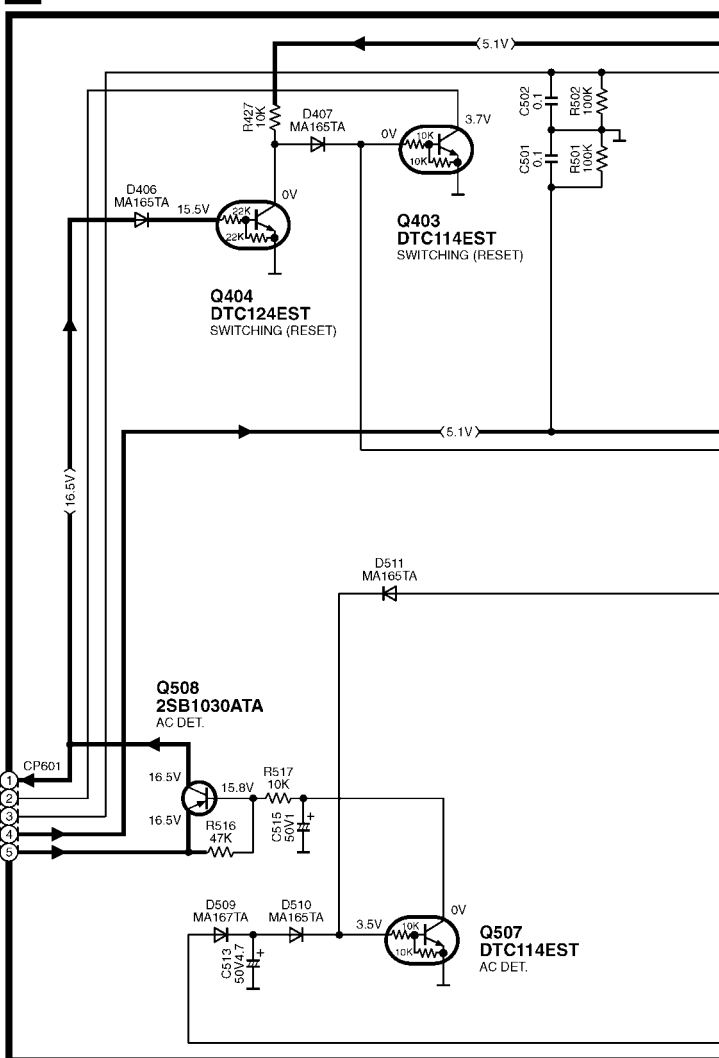 (5.1V)
R427
10K
D407
MA165TA
0V
10K
10K
3.7V
C502
0.1
R502
100K
C501
0.1
R501
100K
D406
MA165TA
15.5V
22K
22K
0V
Q403
DTC114EST
SWITCHING (RESET)
Q404
DTC124EST
SWITCHING (RESET)
(5.1V)
(16.5V)
D511
MA165TA
Q508
2SB1030ATA
AC DET.
CP601
1
2
3
4
5
16.5V
16.5V
15.8V
R517
10K
R516
47K
C515
50V1
+
D509
MA167TA
D510
MA165TA
C513
50V4.7
+
3.5V
10K
10K
0V
Q507
DTC114EST
AC DET.